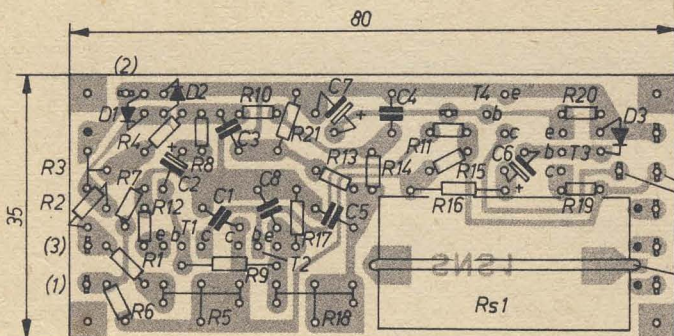 80
(2)
D2
R10
C7
C4
T4 e
R20
D1
b
D3
R4
C3
R21
R11
c
e
R8
R13
R14
C6
b T3
R3
C2
R15
c
R7
C1
C8
R2
R12
R16
R19
35
T1
R17
C5
(3)
e b c
c b e
R1
R9
T2
LSN5
(1)
Rs1
R6
R5
R18